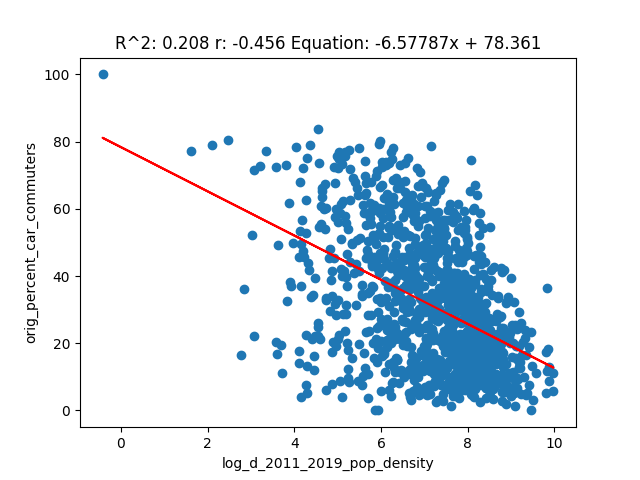 R^2: 0.208 r: -0.456 Equation: -6.57787x + 78.361
100
80
60
40
20
0
orig_percent_car_commuters
0 2 4 6 8 10
log_d_2011_2019_pop_density